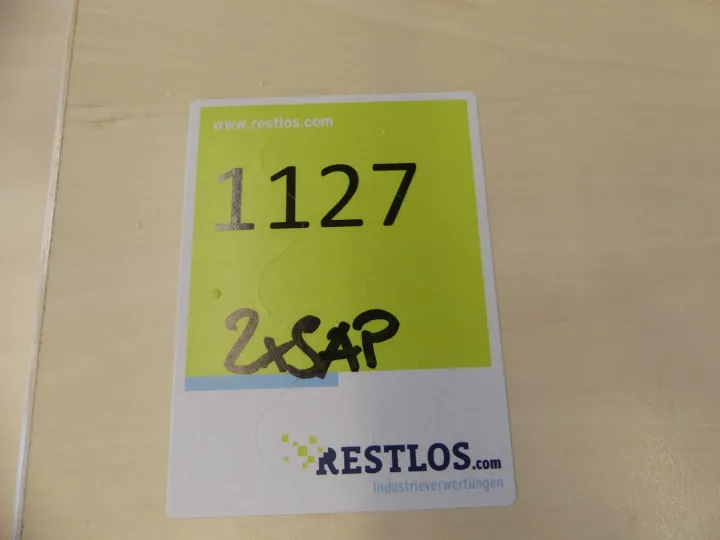 www.restlos.com
1127
2xSAP
RESTLOS.com
Industrieverwertungen